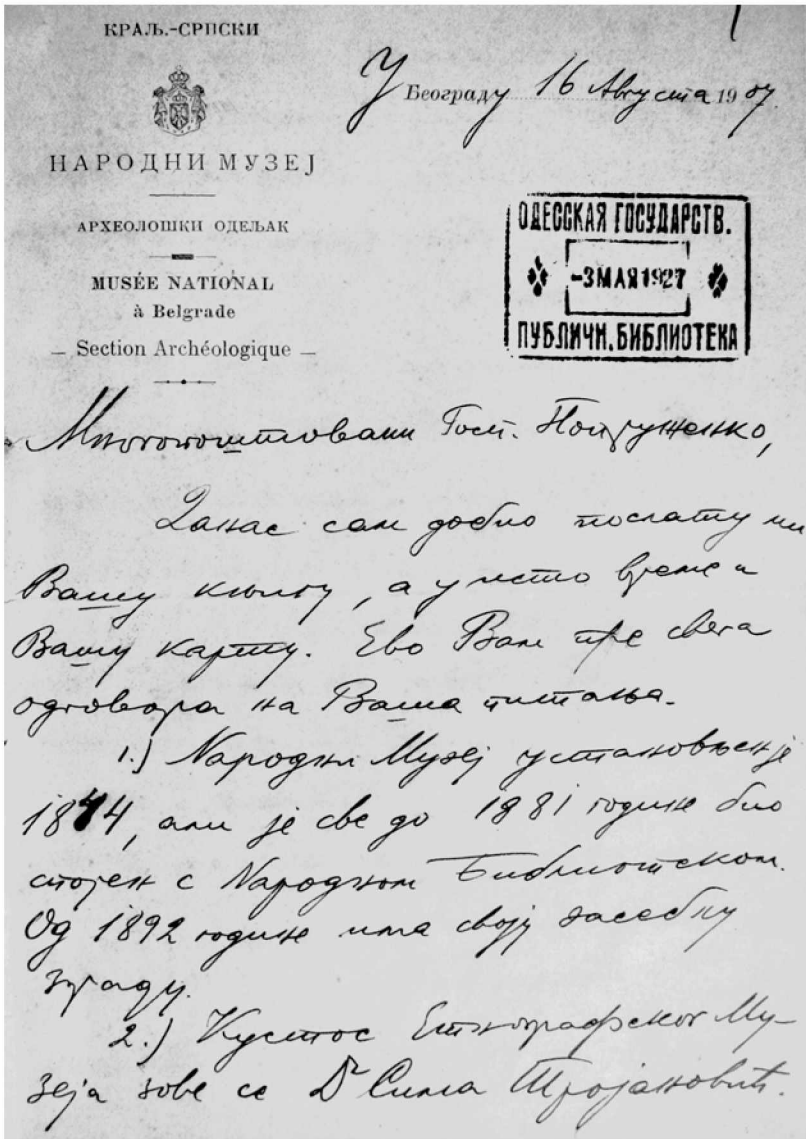 КРАЉ.-СРПСКИ
НАРОДНИ МУЗЕЈ
АРХЕОЛОШКИ ОДЕЉАК
MUSÉE NATIONAL
à Belgrade
— Section Archéologique —
У Београду 16 Августа 1907
ОДЕССКАЯ ГОСУДАРСТВ.
-3 МАЯ 1927
ПУБЛИЧН. БИБЛИОТЕКА
Многопоштовани Госп. Попруженко,
Данас сам добио послату ми
Вашу књигу, а у исто време и
Вашу карту. Ево Вам пре свега
одговора на Ваша питања.
1.) Народни Музеј установљен је
1844, али је све до 1881 године био
спојен с Народном Библиотеком.
Од 1892 године има своју засебну
зграду.
2.) Кустос Етнографског Му-
зеја зове се Dr Сима Тројановић.